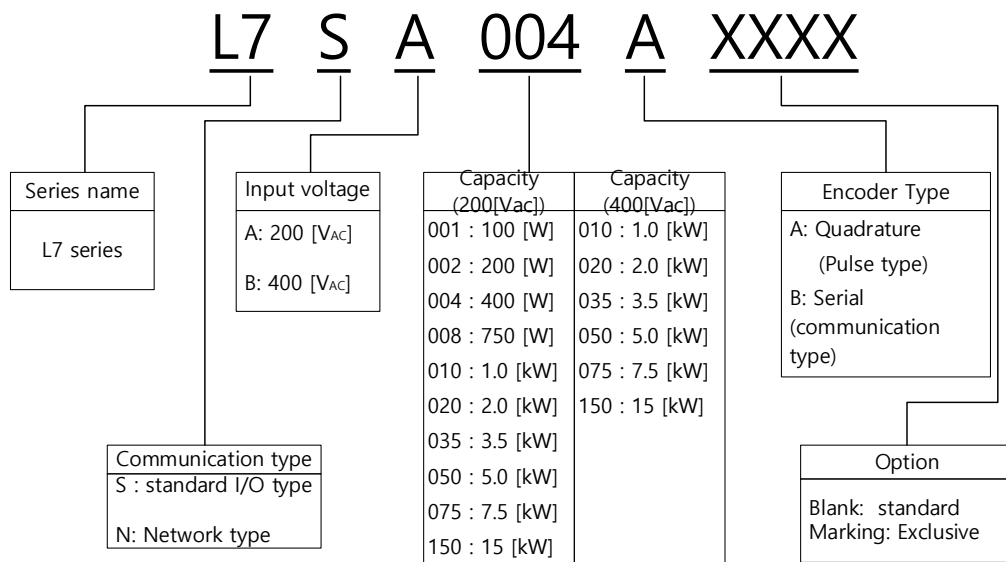 L7 S A 004 A XXXX
Series name
L7 series
Input voltage
A: 200 [VAC]
B: 400 [VAC]
Capacity
(200[Vac])
001 : 100 [W]
002 : 200 [W]
004 : 400 [W]
008 : 750 [W]
010 : 1.0 [kW]
020 : 2.0 [kW]
035 : 3.5 [kW]
050 : 5.0 [kW]
075 : 7.5 [kW]
150 : 15 [kW]
Capacity
(400[Vac])
010 : 1.0 [kW]
020 : 2.0 [kW]
035 : 3.5 [kW]
050 : 5.0 [kW]
075 : 7.5 [kW]
150 : 15 [kW]
Encoder Type
A: Quadrature
(Pulse type)
B: Serial
(communication
type)
Communication type
S : standard I/O type
N: Network type
Option
Blank: standard
Marking: Exclusive